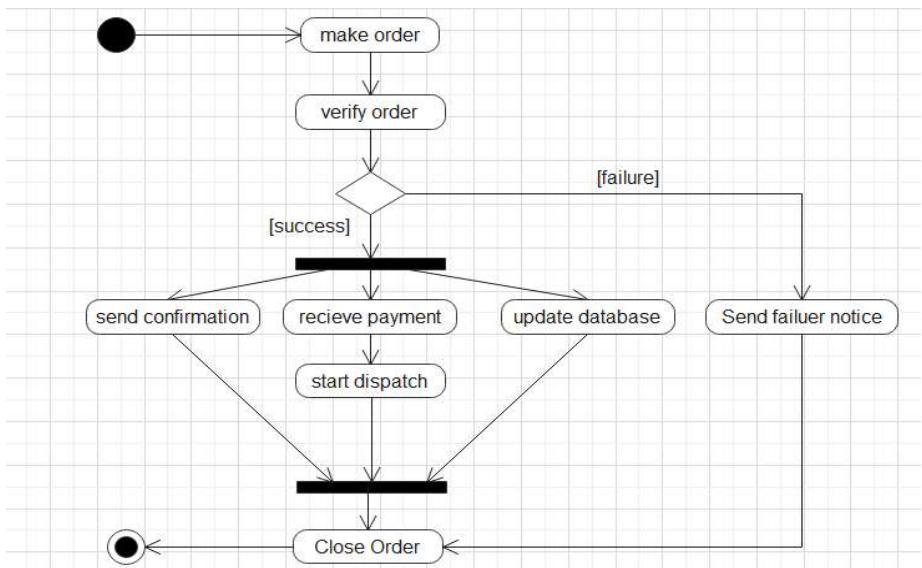 make order
verify order
[failure]
[success]
send confirmation
recieve payment
update database
Send failuer notice
start dispatch
Close Order